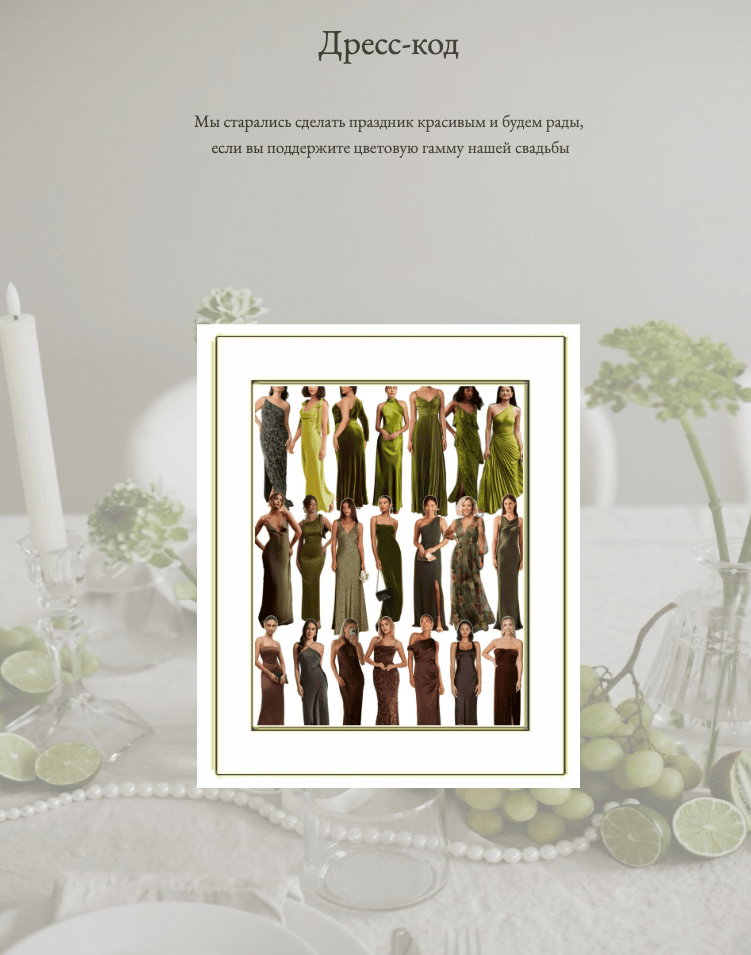 Дресс-код
Мы старались сделать праздник красивым и будем рады,
если вы поддержите цветовую гамму нашей свадьбы